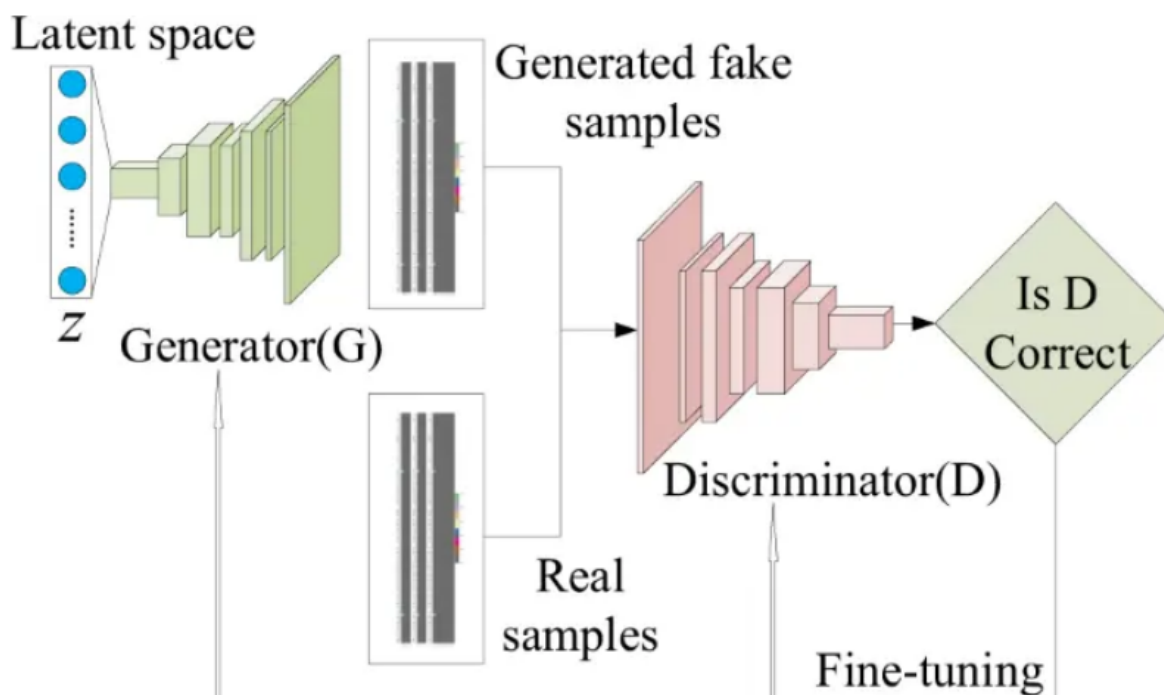 Latent space
Generated fake
samples
z
Generator(G)
Is D
Correct
Discriminator(D)
Real
samples
Fine-tuning